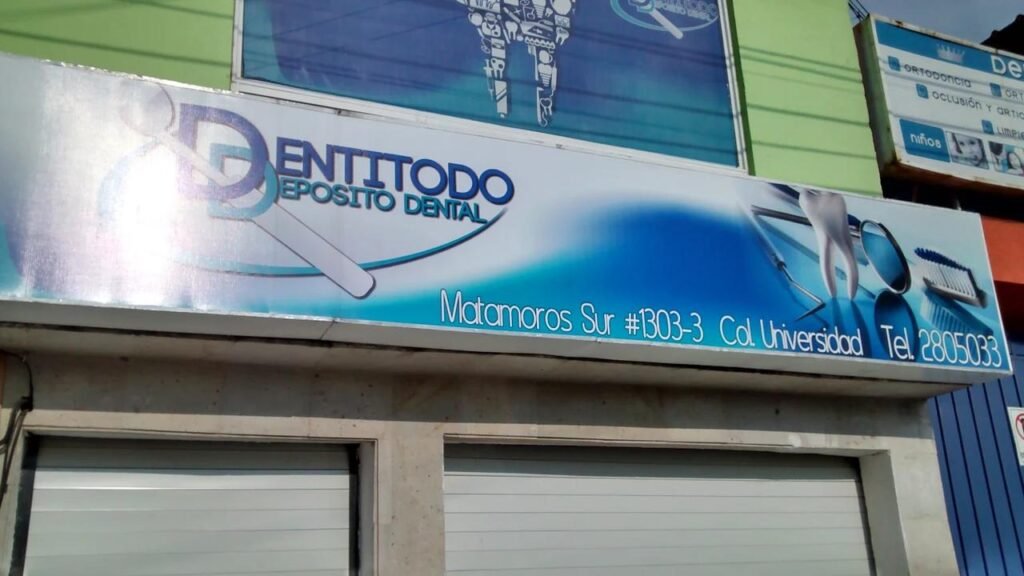 DENTITODO
DEPOSITO DENTAL
Matamoros Sur #1303-3 Col. Universidad Tel. 2805033
ORTODONCIA
OCLUSIÓN Y
NIÑOS